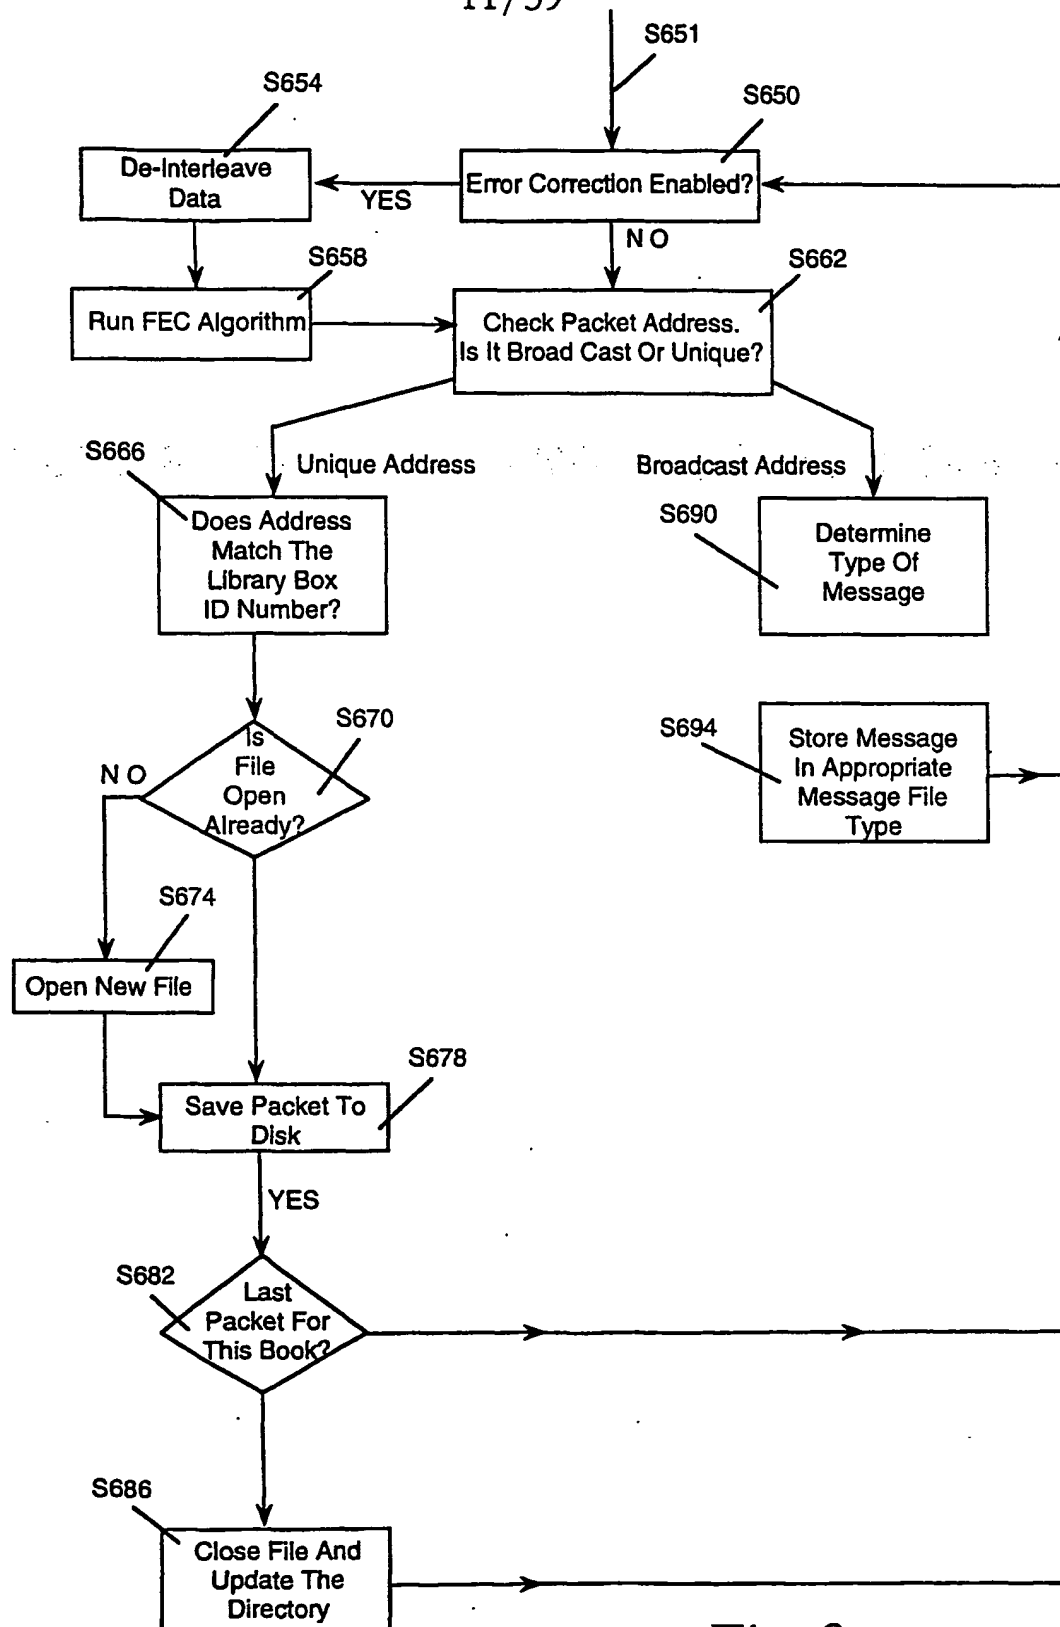 S651
S654
S650
De-Interleave
Data
YES
Error Correction Enabled?
NO
S658
S662
Run FEC Algorithm
Check Packet Address.
Is It Broad Cast Or Unique?
S666
Unique Address
Broadcast Address
S690
Does Address
Match The
Library Box
ID Number?
Determine
Type Of
Message
S670
S694
Is
File
Open
Already?
NO
Store Message
In Appropriate
Message File
Type
S674
Open New File
S678
Save Packet To
Disk
YES
S682
Last
Packet For
This Book?
S686
Close File And
Update The
Directory